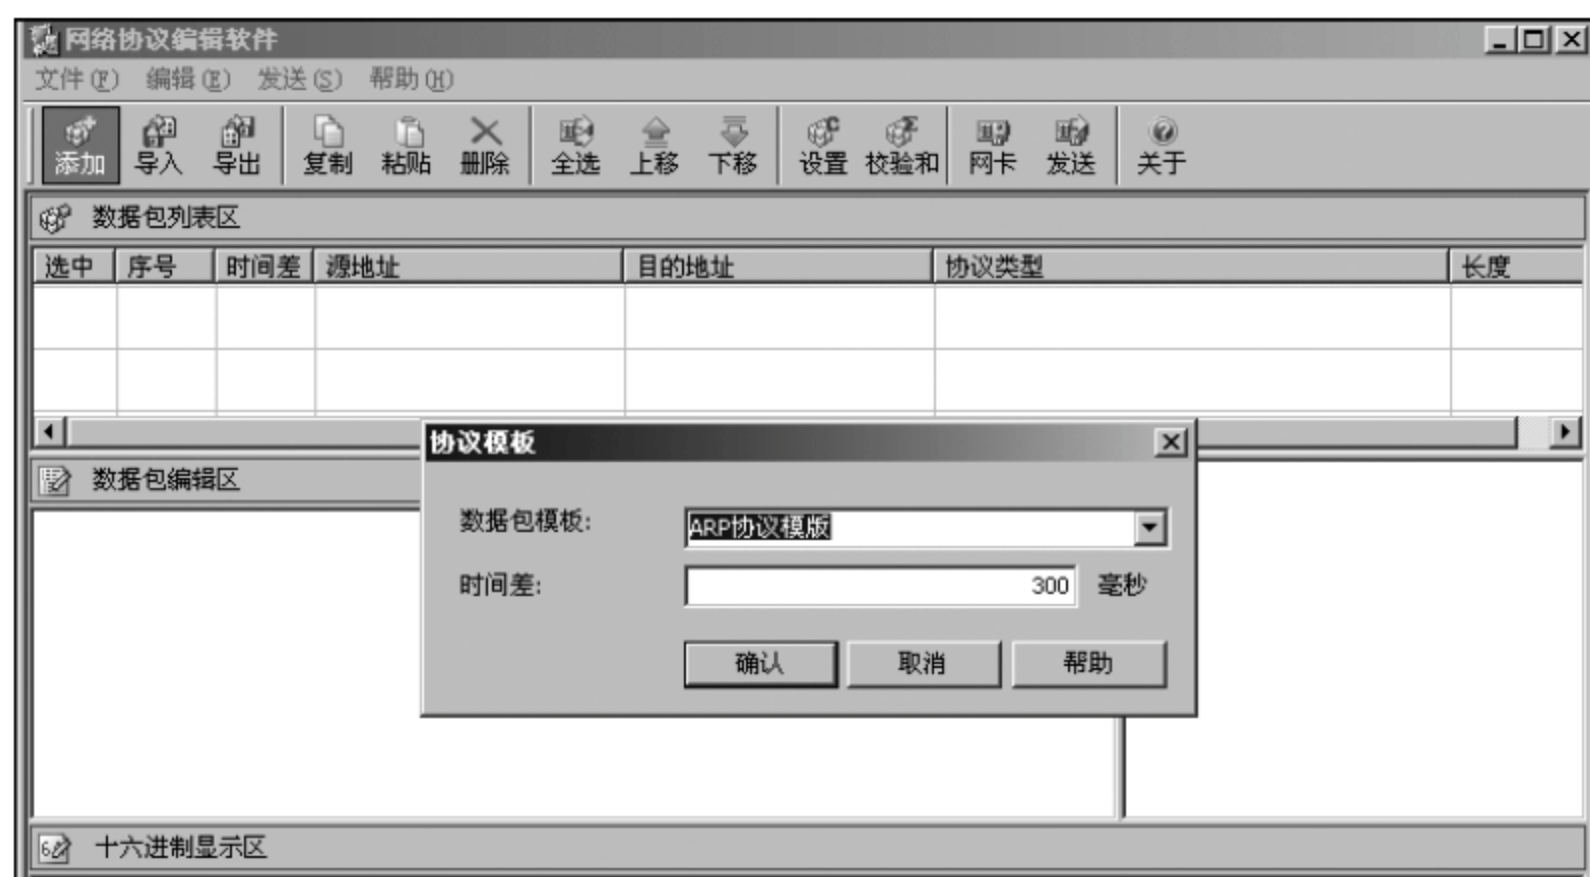 网络协议编辑软件
文件(F) 编辑(E) 发送(S) 帮助(H)
添加 导入 导出 复制 粘贴 删除 全选 上移 下移 设置 校验和 网卡 发送 关于
数据包列表区
选中 序号 时间差 源地址 目的地址 协议类型 长度
协议模板
数据包编辑区
数据包模板: ARP协议模版
时间差: 300 毫秒
确认 取消 帮助
十六进制显示区